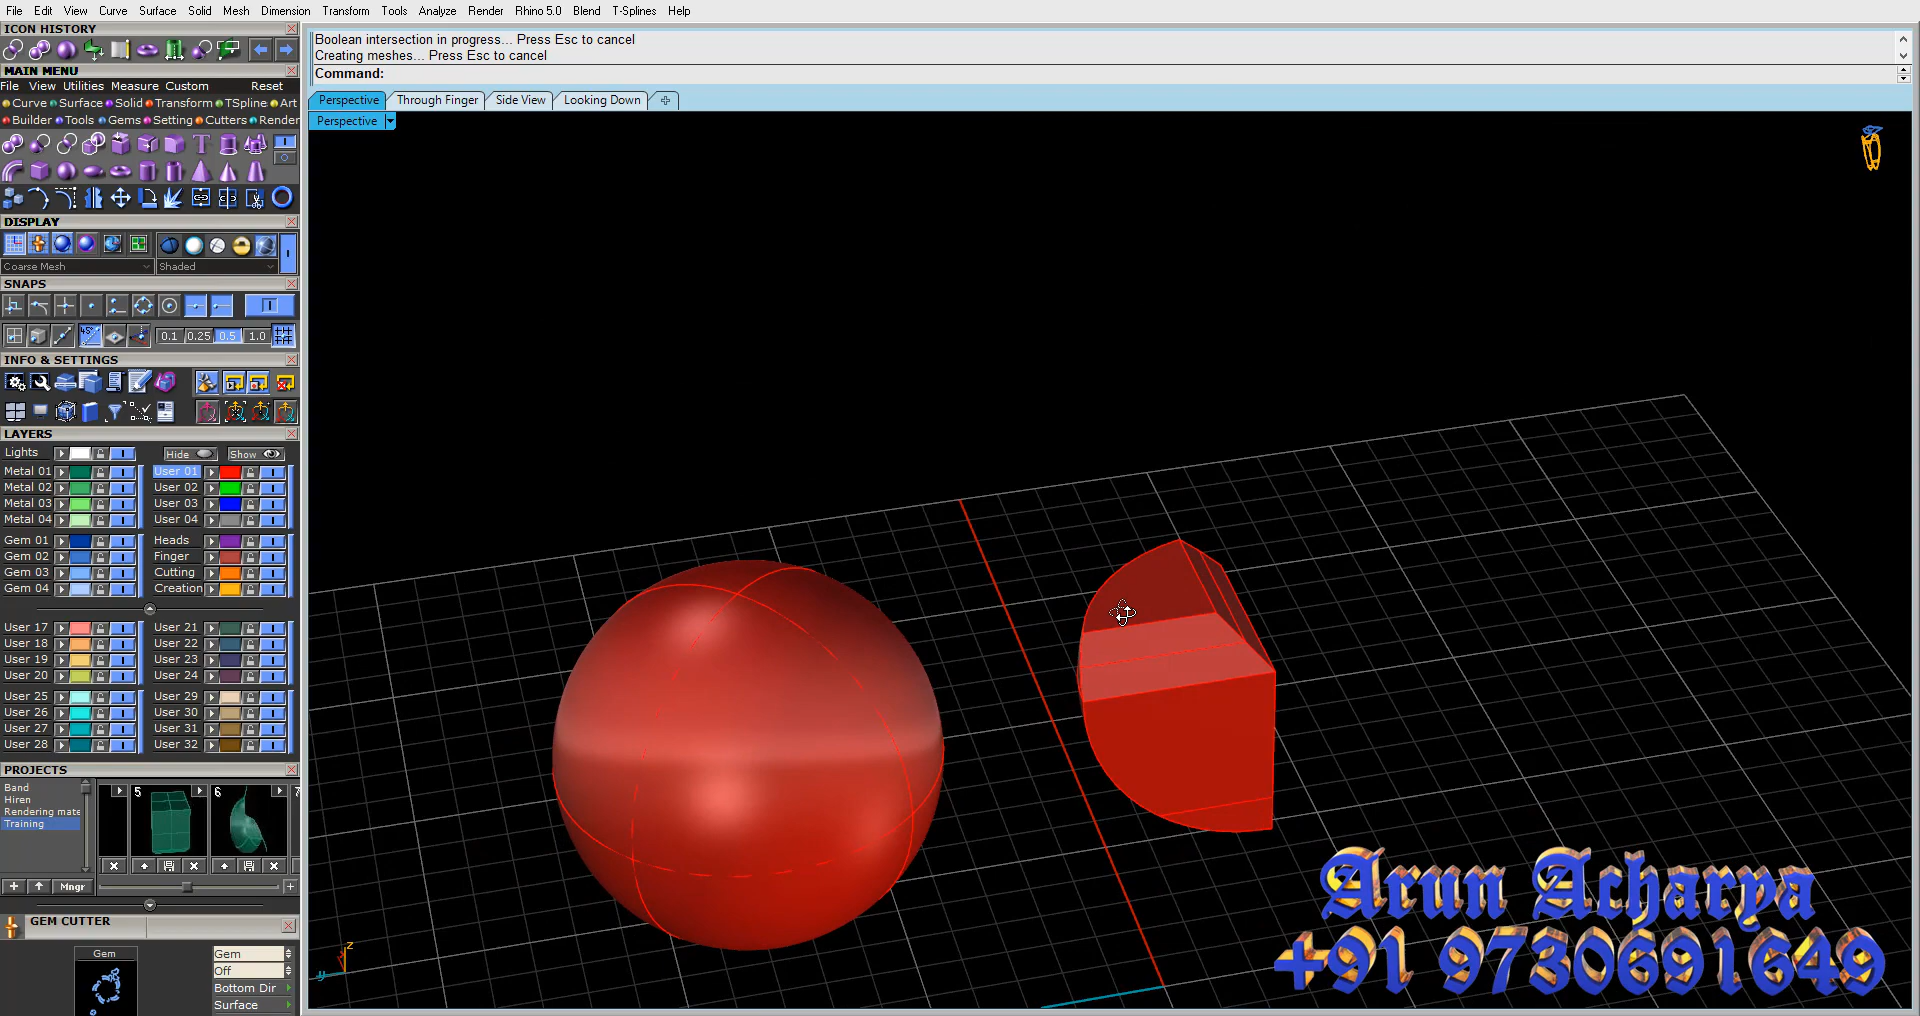 File Edit View Curve Surface Solid Mesh Dimension Transform Tools Analyze Render Rhino 5.0 Blend T-Splines Help
ICON HISTORY
MAIN MENU
File View Utilities Measure Custom Reset
Curve Surface Solid Transform TSpline Art
Builder Tools Gems Setting Cutters Render
DISPLAY
Coarse Mesh Shaded
SNAPS
45° 0.1 0.25 0.5 1.0
INFO & SETTINGS
LAYERS
Lights Hide Show
Metal 01 User 01
Metal 02 User 02
Metal 03 User 03
Metal 04 User 04
Gem 01 Heads
Gem 02 Finger
Gem 03 Cutting
Gem 04 Creation
User 17 User 21
User 18 User 22
User 19 User 23
User 20 User 24
User 25 User 29
User 26 User 30
User 27 User 31
User 28 User 32
PROJECTS
Band
Hiren
Rendering mate
Training
5 6 7
Mngr
GEM CUTTER
Gem Gem
Off
Bottom Dir
Surface
Boolean intersection in progress... Press Esc to cancel
Creating meshes... Press Esc to cancel
Command:
Perspective Through Finger Side View Looking Down
Perspective
z
y
Arun Acharya
+91 9730691649